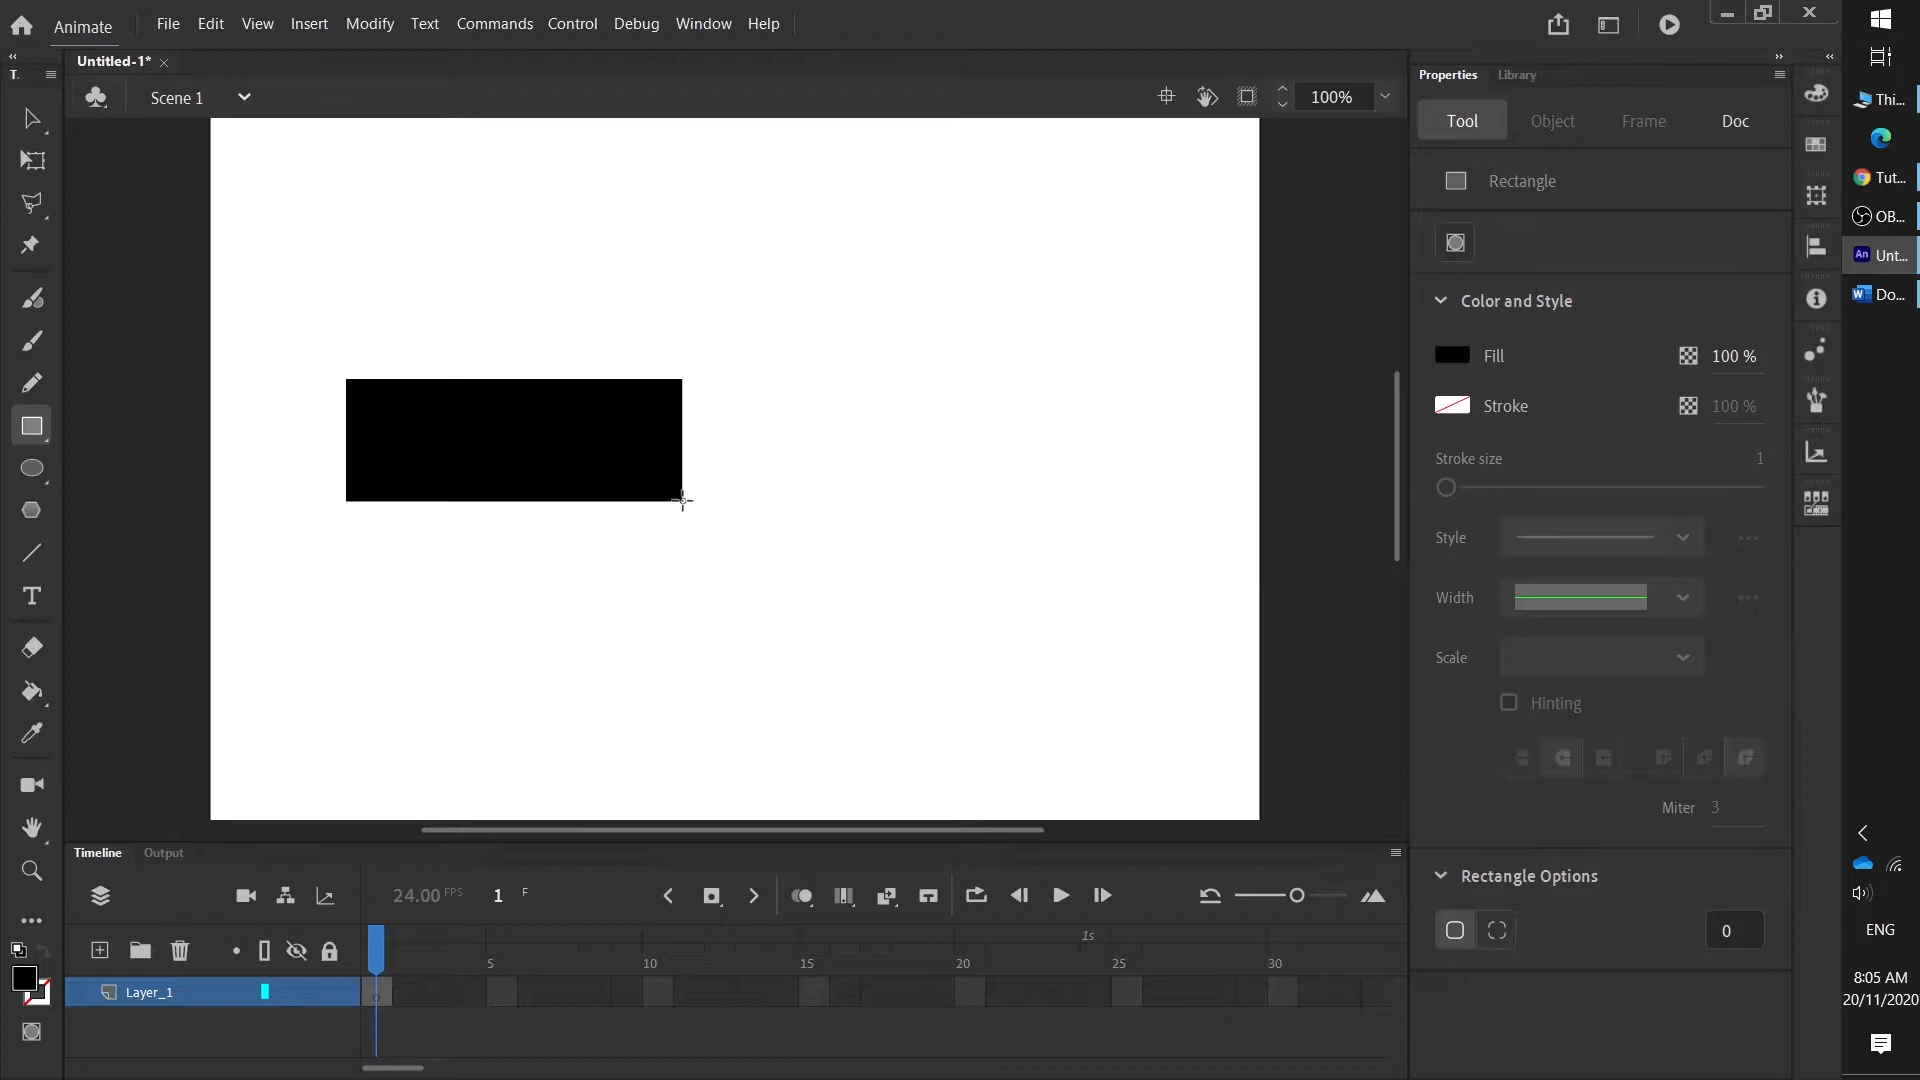 Animate File Edit View Insert Modify Text Commands Control Debug Window Help
Untitled-1*
T.
Scene 1
100%
Properties Library
Tool Object Frame Doc
Rectangle
Color and Style
Fill 100 %
Stroke 100 %
Stroke size 1
Style
Width
Scale
Hinting
Miter 3
Rectangle Options
0
Timeline Output
24.00 FPS 1 F
1s
5 10 15 20 25 30
Layer_1
Thi...
Tut...
OB...
An Unt...
W Do...
ENG
8:05 AM
20/11/2020